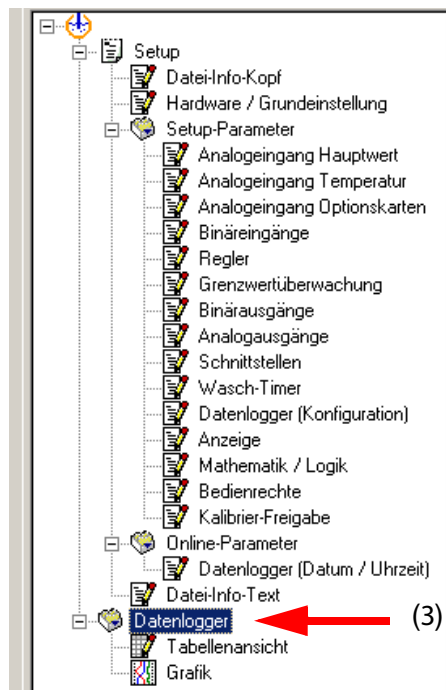 Setup
Datei-Info-Kopf
Hardware / Grundeinstellung
Setup-Parameter
Analogeingang Hauptwert
Analogeingang Temperatur
Analogeingang Optionskarten
Binäreingänge
Regler
Grenzwertüberwachung
Binärausgänge
Analogausgänge
Schnittstellen
Wasch-Timer
Datenlogger (Konfiguration)
Anzeige
Mathematik / Logik
Bedienrechte
Kalibrier-Freigabe
Online-Parameter
Datenlogger (Datum / Uhrzeit)
Datei-Info-Text
Datenlogger (3)
Tabellenansicht
Grafik